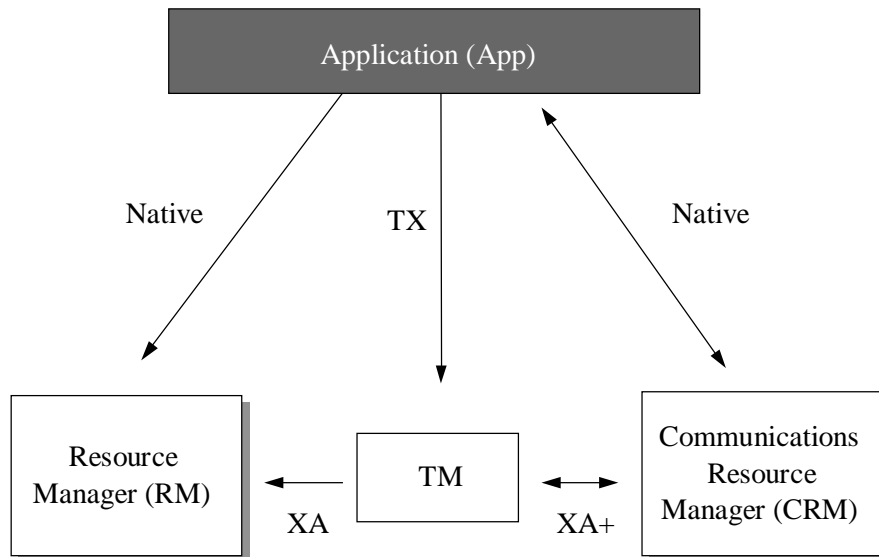 Application (App)
Native
TX
Native
Resource
Manager (RM)
TM
Communications
Resource
Manager (CRM)
XA
XA+